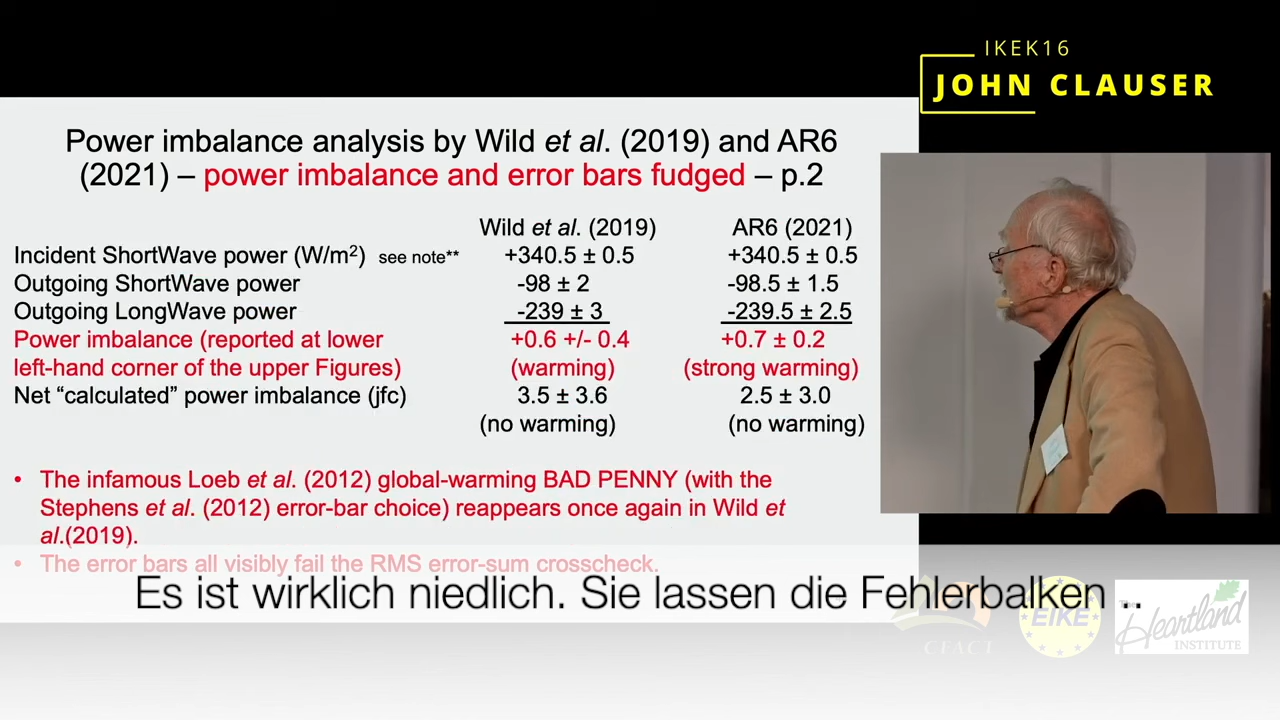 IKEK16
JOHN CLAUSER
Power imbalance analysis by Wild et al. (2019) and AR6
(2021) – power imbalance and error bars fudged – p.2
Wild et al. (2019) AR6 (2021)
Incident ShortWave power (W/m²) see note** +340.5 ± 0.5 +340.5 ± 0.5
Outgoing ShortWave power -98 ± 2 -98.5 ± 1.5
Outgoing LongWave power -239 ± 3 -239.5 ± 2.5
Power imbalance (reported at lower +0.6 +/- 0.4 +0.7 ± 0.2
left-hand corner of the upper Figures) (warming) (strong warming)
Net “calculated” power imbalance (jfc) 3.5 ± 3.6 2.5 ± 3.0
(no warming) (no warming)
• The infamous Loeb et al. (2012) global-warming BAD PENNY (with the
Stephens et al. (2012) error-bar choice) reappears once again in Wild et
al.(2019).
• The error bars all visibly fail the RMS error-sum crosscheck.
Es ist wirklich niedlich. Sie lassen die Fehlerbalken ..
CFACT
EIKE
The
Heartland
INSTITUTE